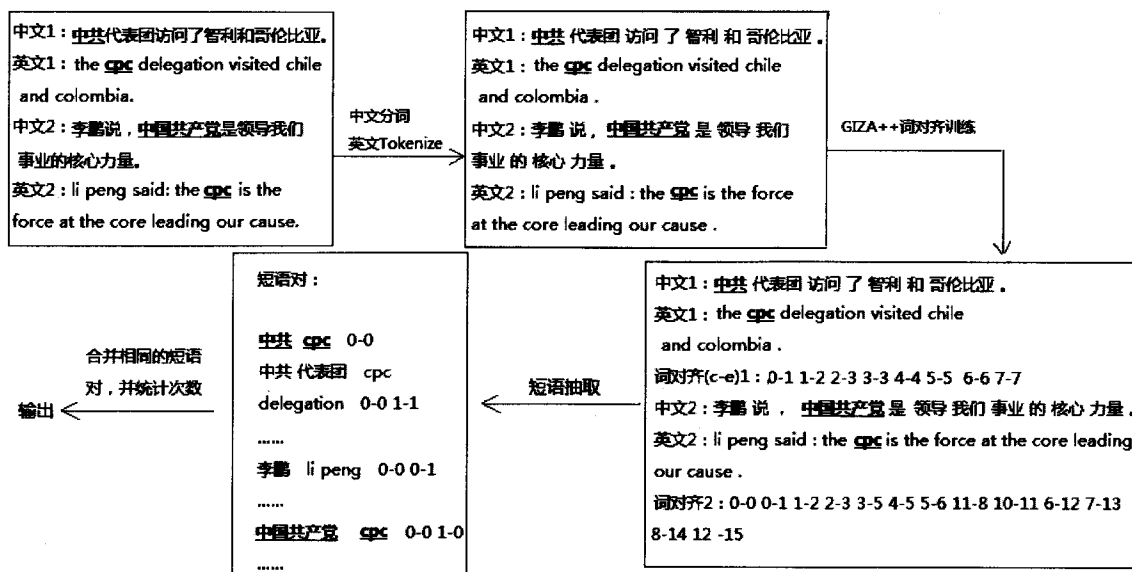 中文1：中共代表团访问了智利和哥伦比亚。
英文1：the cpc delegation visited chile
and colombia.
中文2：李鹏说，中国共产党是领导我们
事业的核心力量。
英文2：li peng said: the cpc is the
force at the core leading our cause.
中文分词
英文Tokenize
中文1：中共 代表团 访问 了 智利 和 哥伦比亚 。
英文1：the cpc delegation visited chile
and colombia .
中文2：李鹏 说 ， 中国共产党 是 领导 我们
事业 的 核心 力量 。
英文2：li peng said : the cpc is the force
at the core leading our cause .
GIZA++词对齐训练
中文1：中共 代表团 访问 了 智利 和 哥伦比亚 。
英文1：the cpc delegation visited chile
and colombia .
词对齐(c-e)1：0-1 1-2 2-3 3-3 4-4 5-5 6-6 7-7
中文2：李鹏 说 ， 中国共产党 是 领导 我们 事业 的 核心 力量 。
英文2：li peng said : the cpc is the force at the core leading
our cause .
词对齐2：0-0 0-1 1-2 2-3 3-5 4-5 5-6 11-8 10-11 6-12 7-13
8-14 12 -15
短语抽取
短语对：
中共 cpc 0-0
中共 代表团 cpc
delegation 0-0 1-1
......
李鹏 li peng 0-0 0-1
......
中国共产党 cpc 0-0 1-0
......
合并相同的短语
对，并统计次数
输出